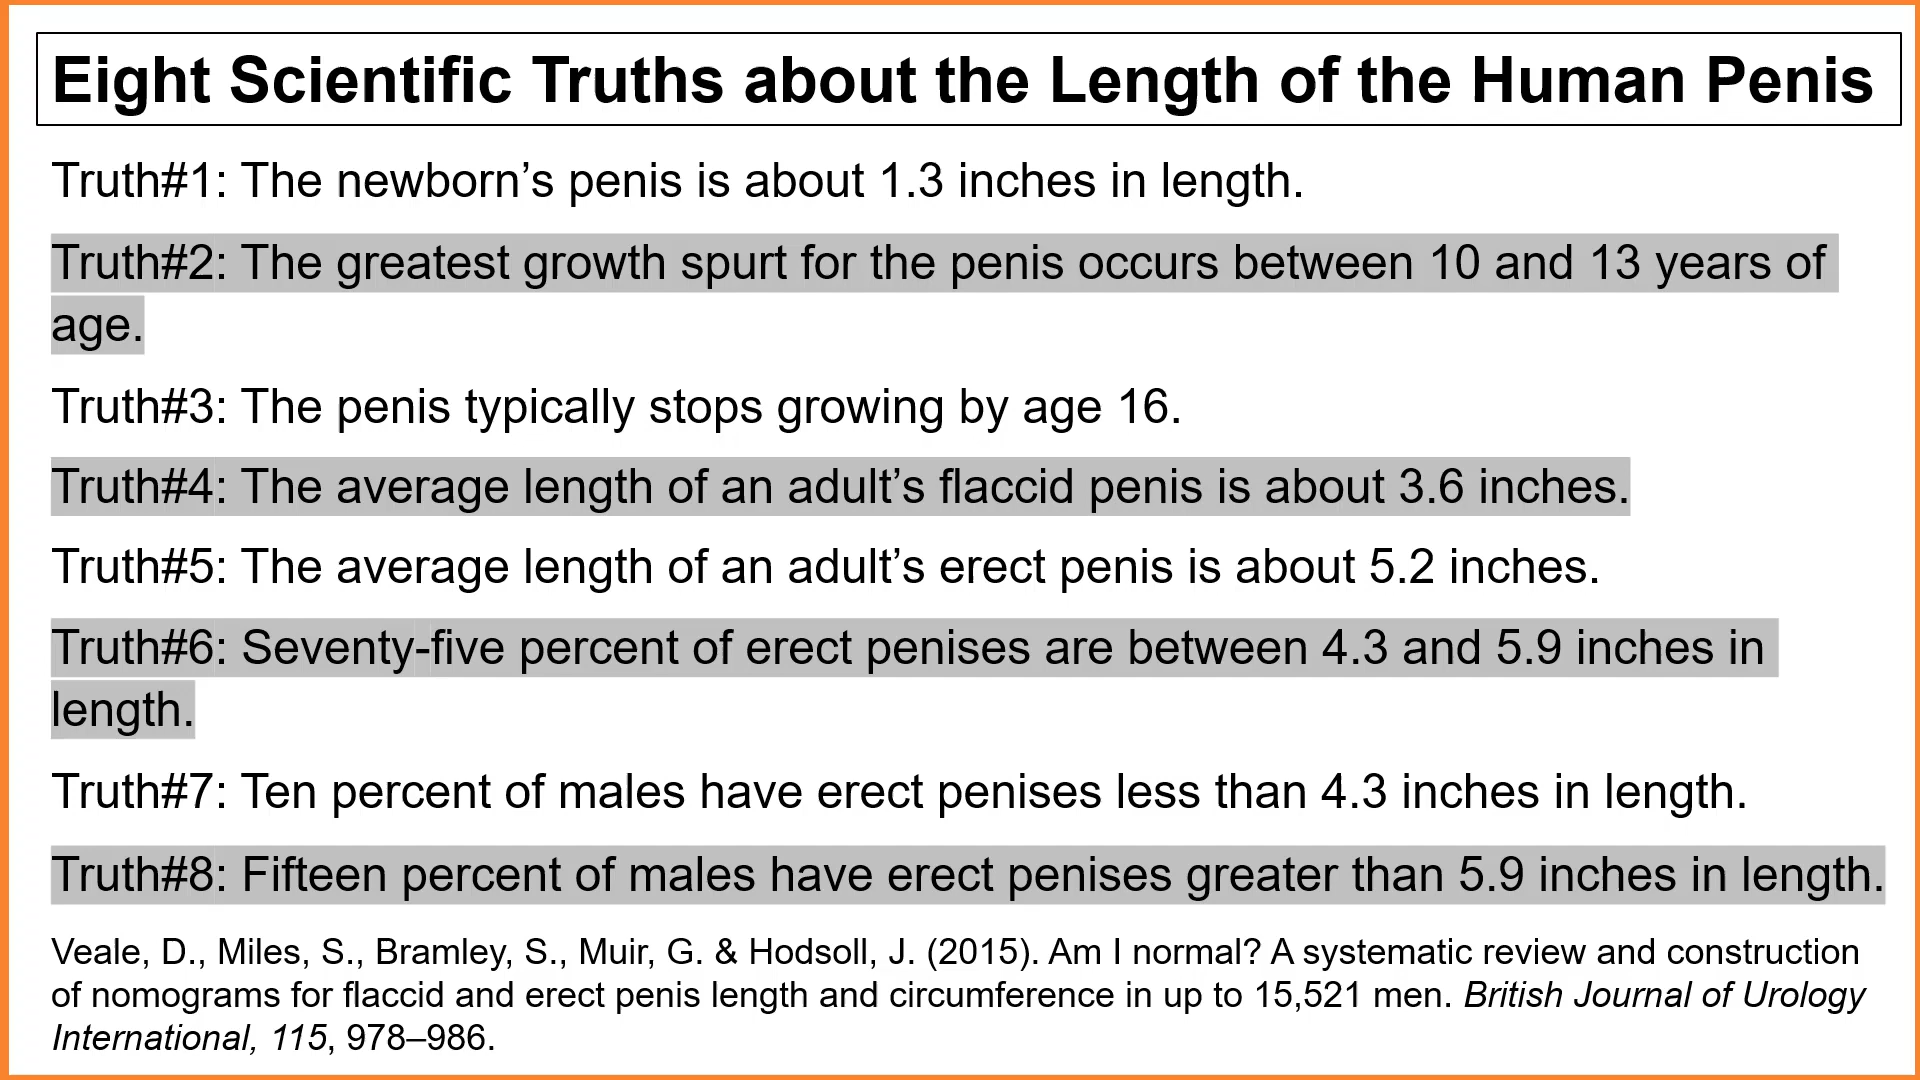 Eight Scientific Truths about the Length of the Human Penis
Truth#1: The newborn’s penis is about 1.3 inches in length.
Truth#2: The greatest growth spurt for the penis occurs between 10 and 13 years of
age.
Truth#3: The penis typically stops growing by age 16.
Truth#4: The average length of an adult’s flaccid penis is about 3.6 inches.
Truth#5: The average length of an adult’s erect penis is about 5.2 inches.
Truth#6: Seventy-five percent of erect penises are between 4.3 and 5.9 inches in
length.
Truth#7: Ten percent of males have erect penises less than 4.3 inches in length.
Truth#8: Fifteen percent of males have erect penises greater than 5.9 inches in length.
Veale, D., Miles, S., Bramley, S., Muir, G. & Hodsoll, J. (2015). Am I normal? A systematic review and construction
of nomograms for flaccid and erect penis length and circumference in up to 15,521 men. British Journal of Urology
International, 115, 978–986.